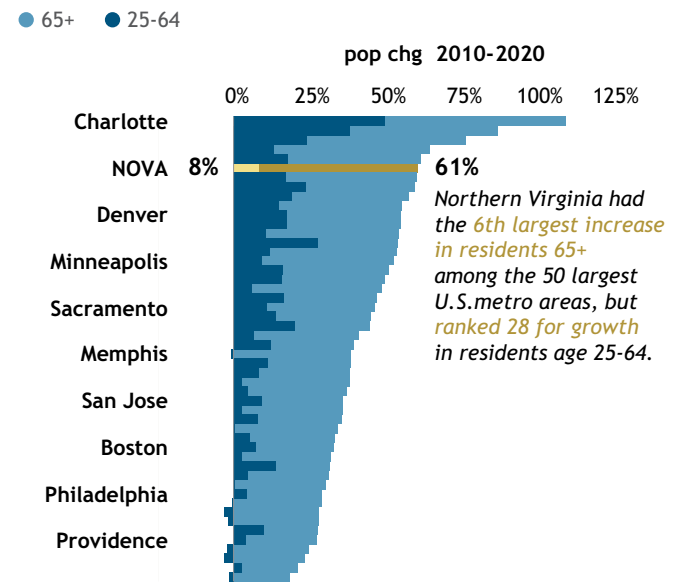 65+ 25-64
pop chg 2010-2020
0% 25% 50% 75% 100% 125%
Charlotte
NOVA 8% 61%
Northern Virginia had
the 6th largest increase
in residents 65+
among the 50 largest
U.S.metro areas, but
ranked 28 for growth
in residents age 25-64.
Denver
Minneapolis
Sacramento
Memphis
San Jose
Boston
Philadelphia
Providence